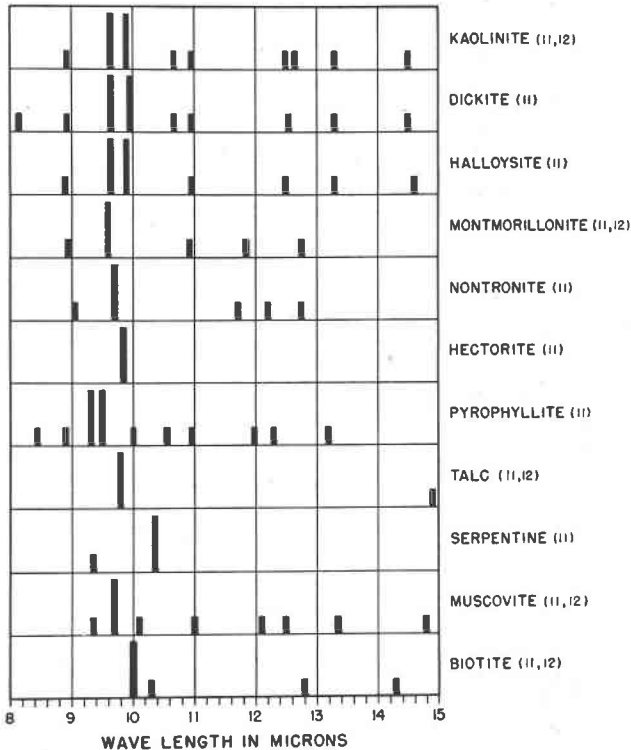 KAOLINITE (11,12)
DICKITE (11)
HALLOYSITE (11)
MONTMORILLONITE (11,12)
NONTRONITE (11)
HECTORITE (11)
PYROPHYLLITE (11)
TALC (11,12)
SERPENTINE (11)
MUSCOVITE (11,12)
BIOTITE (11,12)
8 9 10 11 12 13 14 15
WAVE LENGTH IN MICRONS